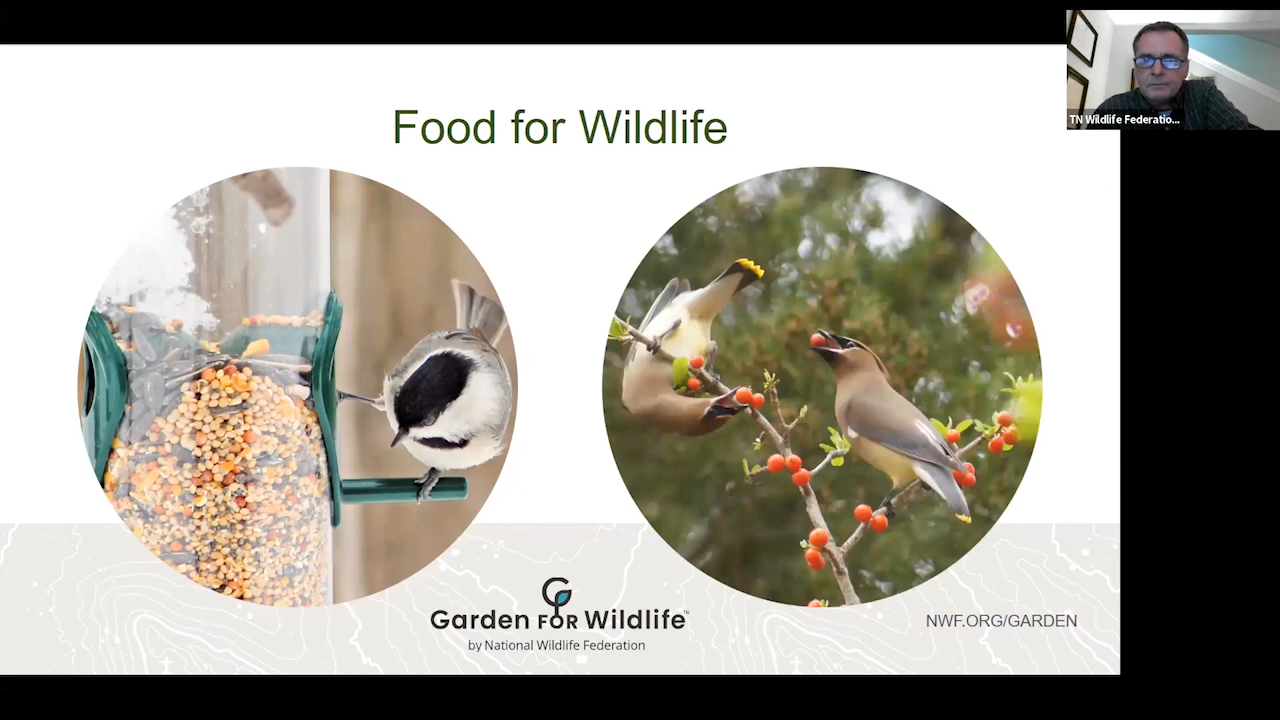 Food for Wildlife
TN Wildlife Federatio...
Garden FOR Wildlife™
by National Wildlife Federation
NWF.ORG/GARDEN